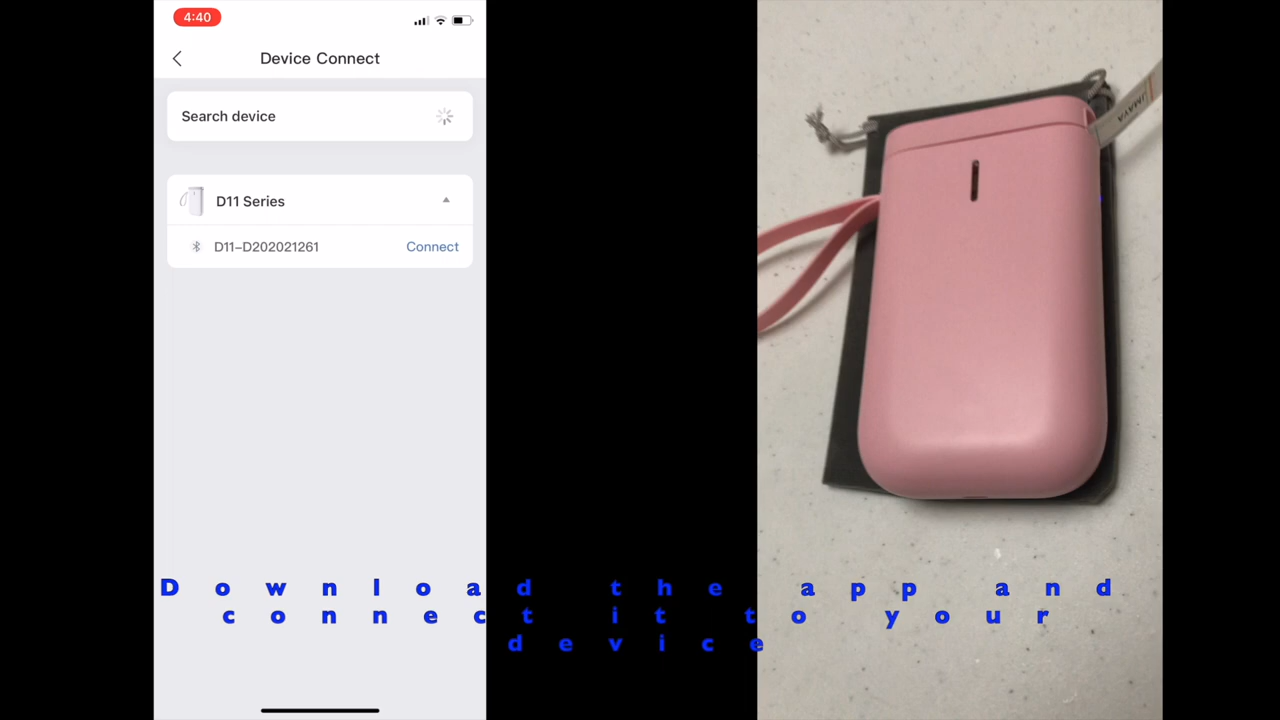 4:40
Device Connect
Search device
D11 Series
D11-D202021261
Connect
JMAYA
Download the app and
connect it to your
device